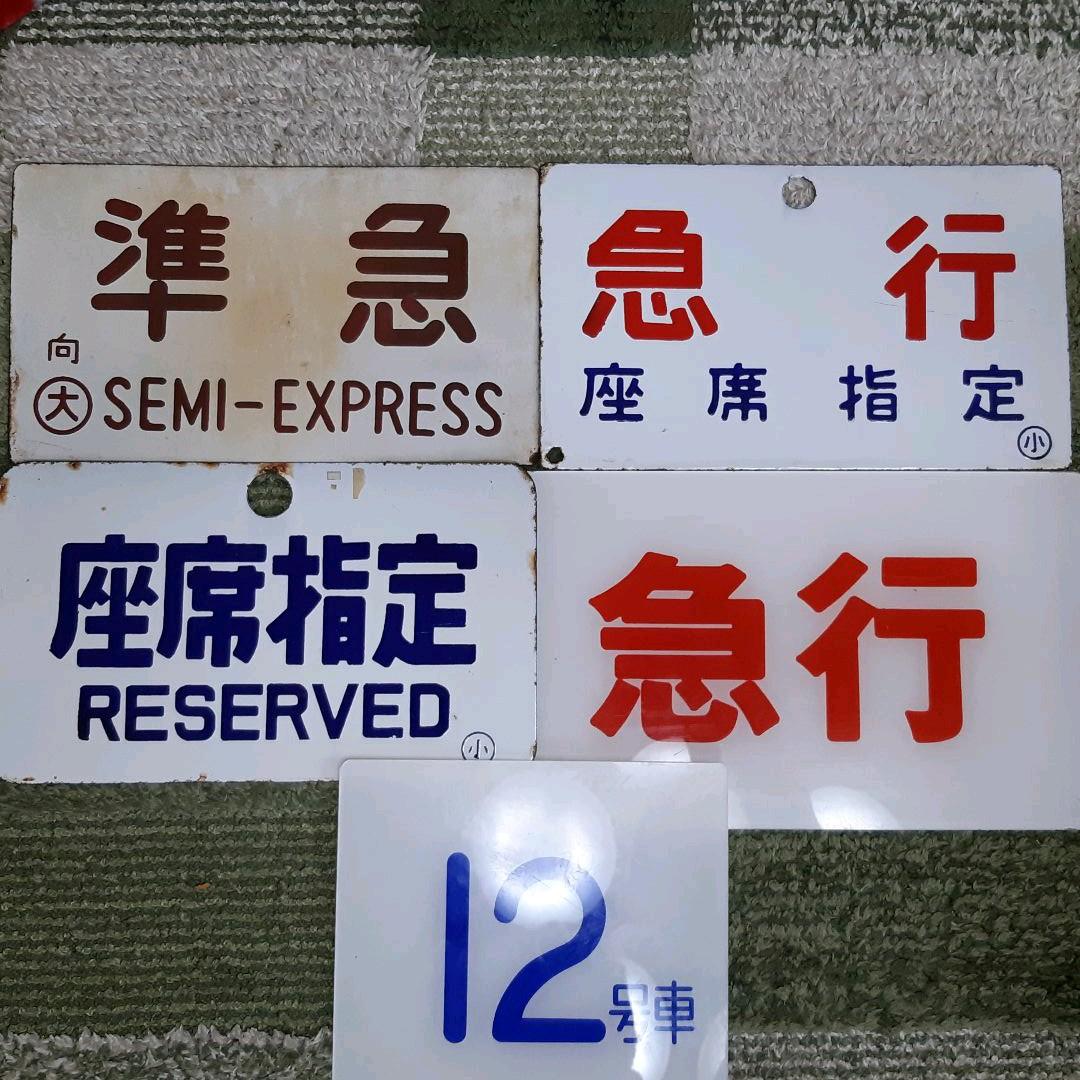 準急
向
大 SEMI-EXPRESS
急行
座席指定
小
座席指定
RESERVED
小
急行
12号車